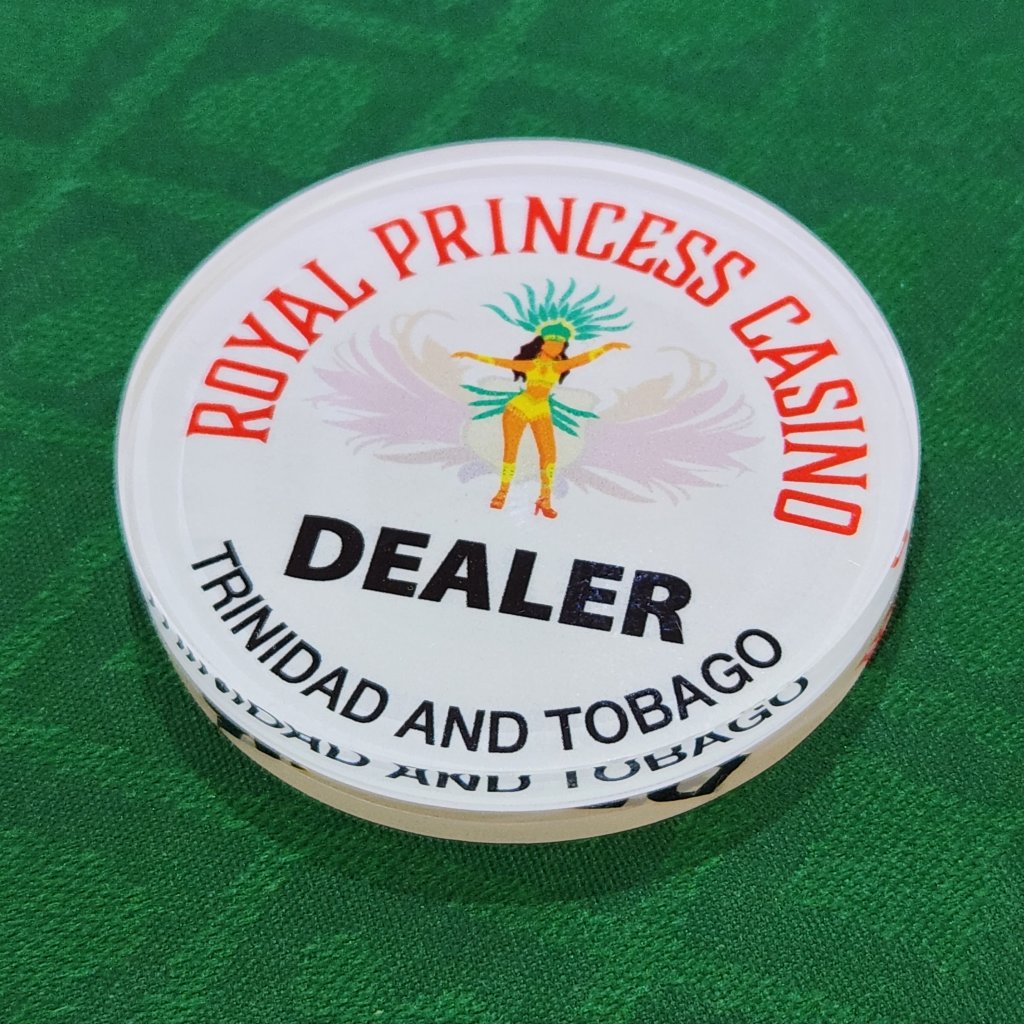 ROYAL PRINCESS CASINO
DEALER
TRINIDAD AND TOBAGO